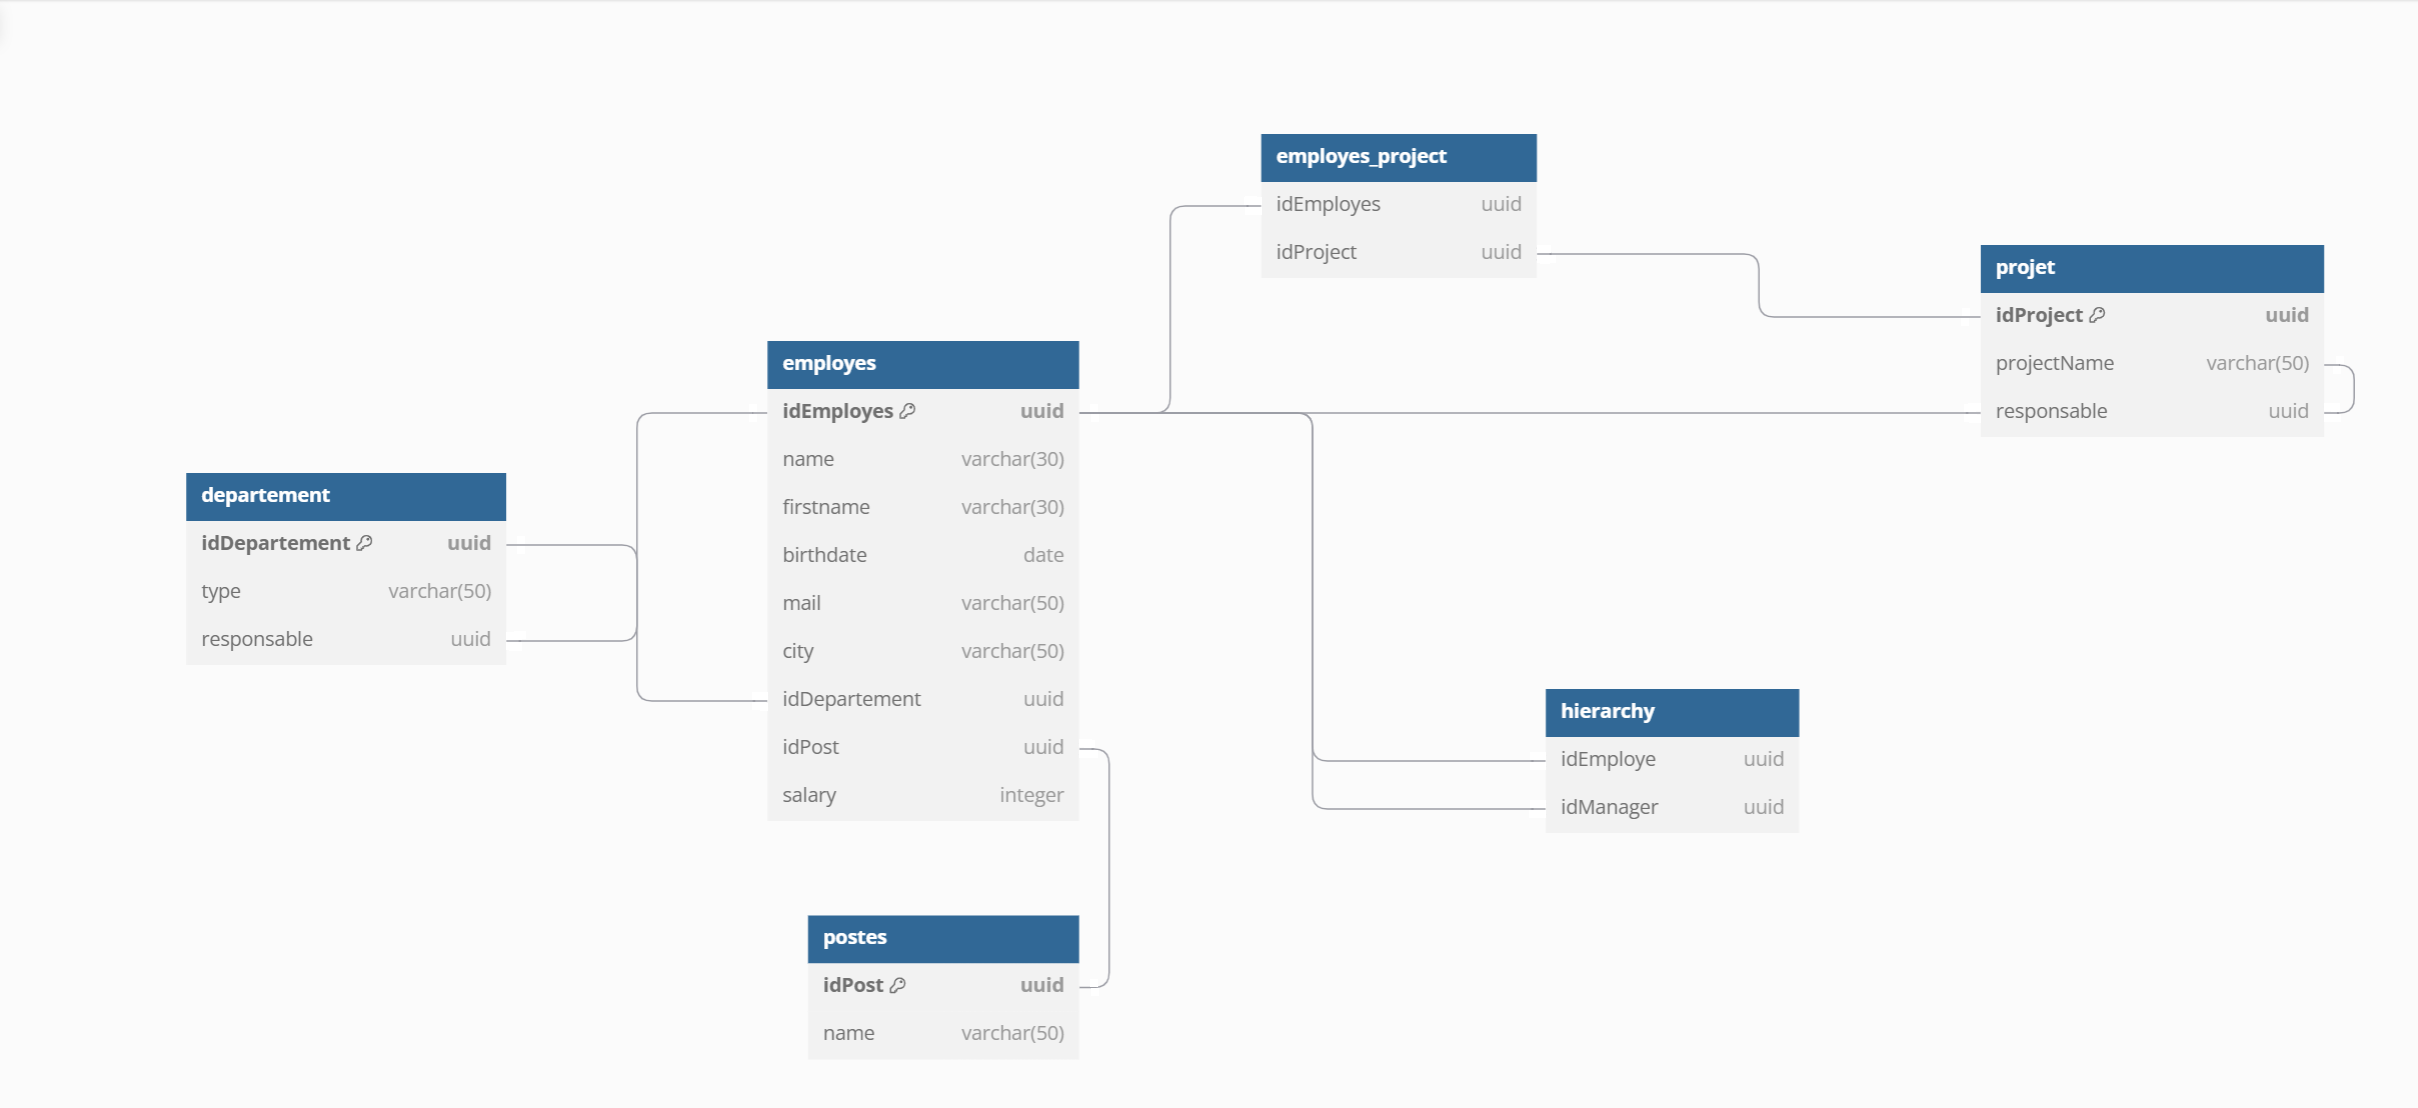 employes_project
idEmployes uuid
idProject uuid
projet
idProject uuid
projectName varchar(50)
responsable uuid
employes
idEmployes uuid
name varchar(30)
firstname varchar(30)
birthdate date
mail varchar(50)
city varchar(50)
idDepartement uuid
idPost uuid
salary integer
departement
idDepartement uuid
type varchar(50)
responsable uuid
hierarchy
idEmploye uuid
idManager uuid
postes
idPost uuid
name varchar(50)